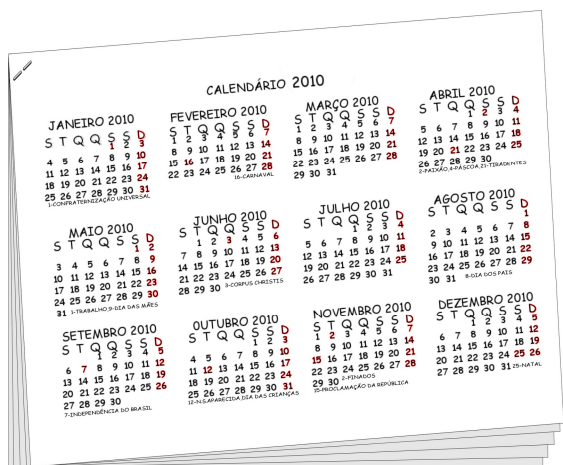 CALENDÁRIO 2010
JANEIRO 2010
S T Q Q S S D
1 2 3
4 5 6 7 8 9 10
11 12 13 14 15 16 17
18 19 20 21 22 23 24
25 26 27 28 29 30 31
1-CONFRATERNIZAÇÃO UNIVERSAL
FEVEREIRO 2010
S T Q Q S S D
1 2 3 4 5 6 7
8 9 10 11 12 13 14
15 16 17 18 19 20 21
22 23 24 25 26 27 28
16-CARNAVAL
MARÇO 2010
S T Q Q S S D
1 2 3 4 5 6 7
8 9 10 11 12 13 14
15 16 17 18 19 20 21
22 23 24 25 26 27 28
29 30 31
ABRIL 2010
S T Q Q S S D
1 2 3 4
5 6 7 8 9 10 11
12 13 14 15 16 17 18
19 20 21 22 23 24 25
26 27 28 29 30
2-PAIXÃO,4-PÁSCOA,21-TIRADENTES
MAIO 2010
S T Q Q S S D
1 2
3 4 5 6 7 8 9
10 11 12 13 14 15 16
17 18 19 20 21 22 23
24 25 26 27 28 29 30
31 1-TRABALHO,9-DIA DAS MÃES
JUNHO 2010
S T Q Q S S D
1 2 3 4 5 6
7 8 9 10 11 12 13
14 15 16 17 18 19 20
21 22 23 24 25 26 27
28 29 30
3-CORPUS CHRISTIS
JULHO 2010
S T Q Q S S D
1 2 3 4
5 6 7 8 9 10 11
12 13 14 15 16 17 18
19 20 21 22 23 24 25
26 27 28 29 30 31
AGOSTO 2010
S T Q Q S S D
1
2 3 4 5 6 7 8
9 10 11 12 13 14 15
16 17 18 19 20 21 22
23 24 25 26 27 28 29
30 31 8-DIA DOS PAIS
SETEMBRO 2010
S T Q Q S S D
1 2 3 4 5
6 7 8 9 10 11 12
13 14 15 16 17 18 19
20 21 22 23 24 25 26
27 28 29 30
7-INDEPENDÊNCIA DO BRASIL
OUTUBRO 2010
S T Q Q S S D
1 2 3
4 5 6 7 8 9 10
11 12 13 14 15 16 17
18 19 20 21 22 23 24
25 26 27 28 29 30 31
12-N.S.APARECIDA,DIA DAS CRIANÇAS
NOVEMBRO 2010
S T Q Q S S D
1 2 3 4 5 6 7
8 9 10 11 12 13 14
15 16 17 18 19 20 21
22 23 24 25 26 27 28
29 30 2-FINADOS
15-PROCLAMAÇÃO DA REPÚBLICA
DEZEMBRO 2010
S T Q Q S S D
1 2 3 4 5
6 7 8 9 10 11 12
13 14 15 16 17 18 19
20 21 22 23 24 25 26
27 28 29 30 31 25-NATAL